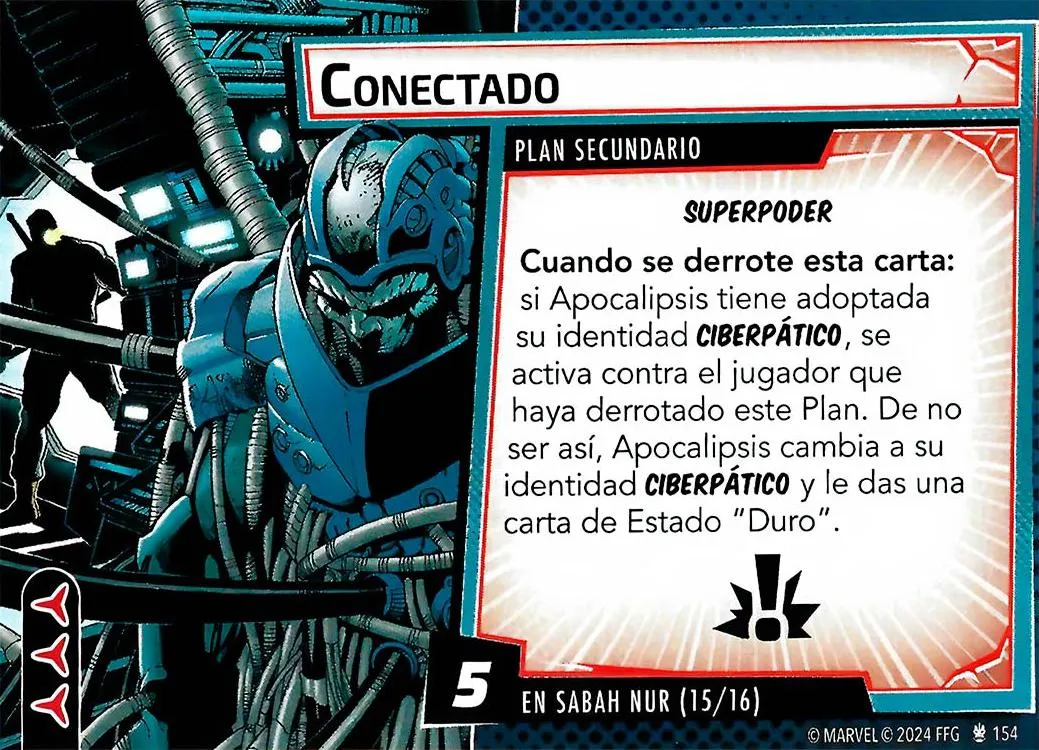 CONECTADO
PLAN SECUNDARIO
SUPERPODER
Cuando se derrote esta carta:
si Apocalipsis tiene adoptada
su identidad CIBERPÁTICO, se
activa contra el jugador que
haya derrotado este Plan. De no
ser así, Apocalipsis cambia a su
identidad CIBERPÁTICO y le das una
carta de Estado "Duro".
5
EN SABAH NUR (15/16)
© MARVEL © 2024 FFG 154